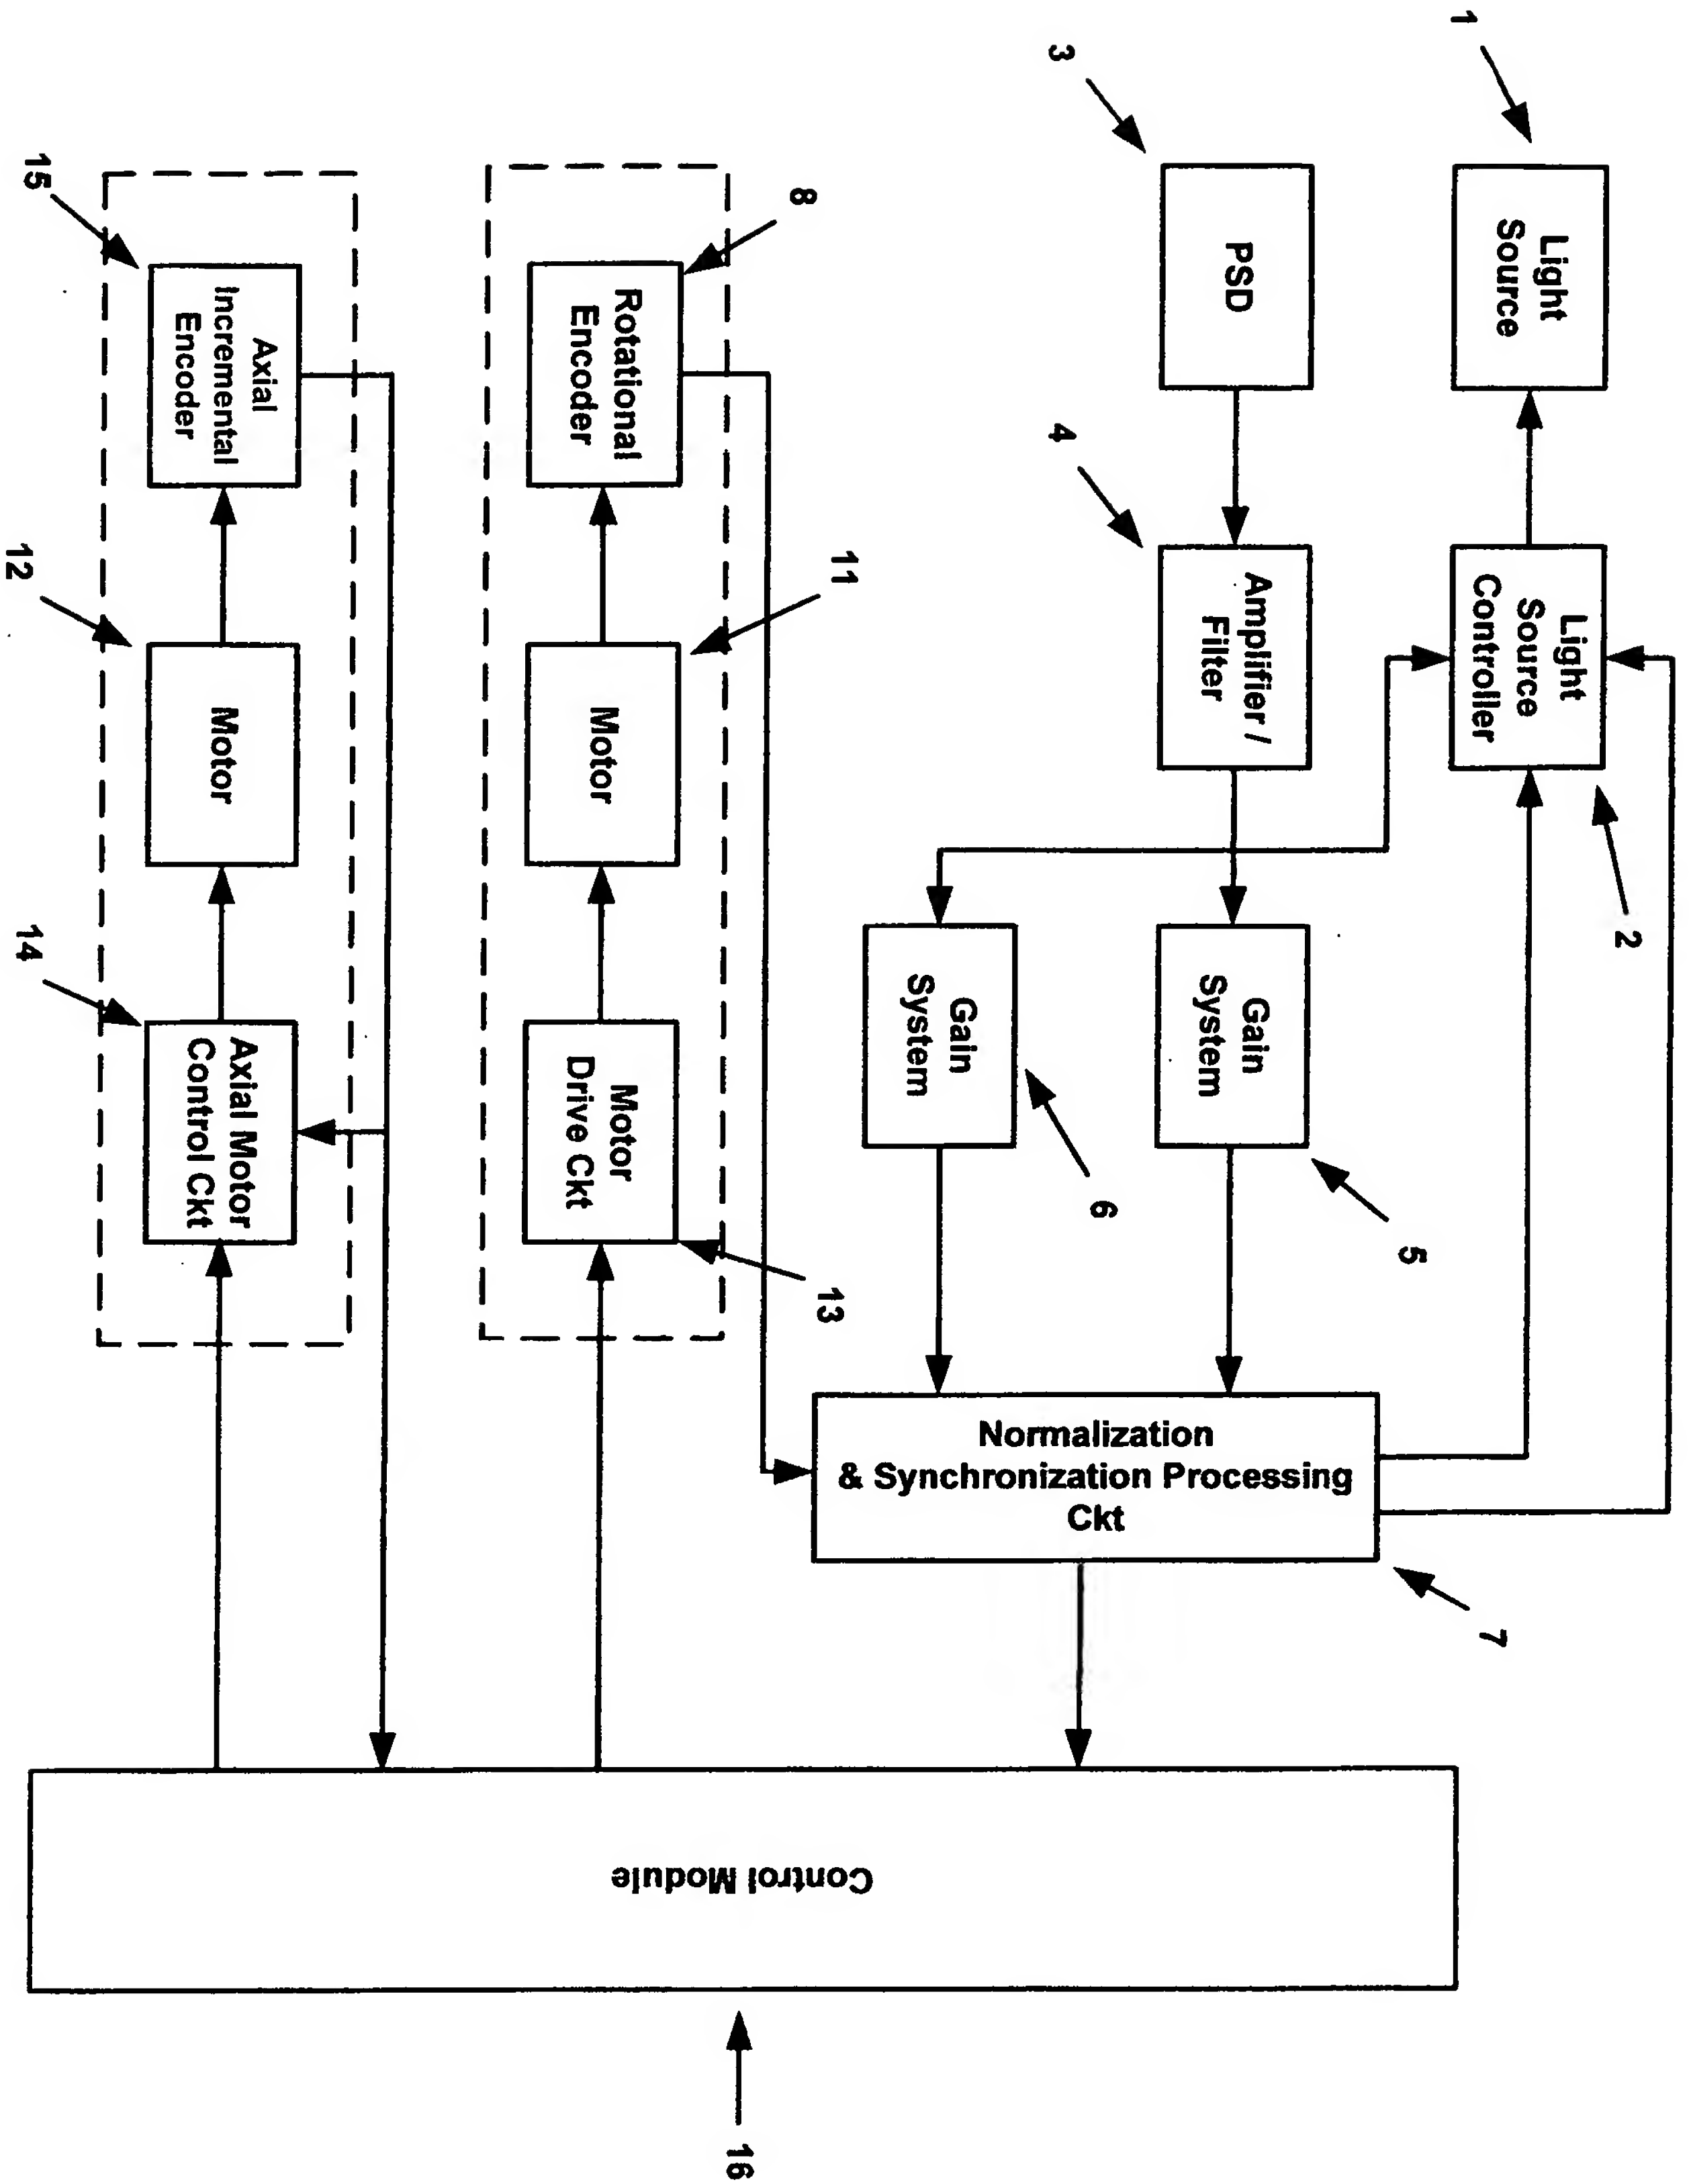 1
Light
Source
Light
Source
Controller
2
3
PSD
4
Amplifier /
Filter
Gain
System
5
Gain
System
6
Normalization
& Synchronization Processing
Ckt
7
8
Rotational
Encoder
11
Motor
Motor
Drive Ckt
13
15
Axial
Incremental
Encoder
12
Motor
14
Axial Motor
Control Ckt
Control Module
16